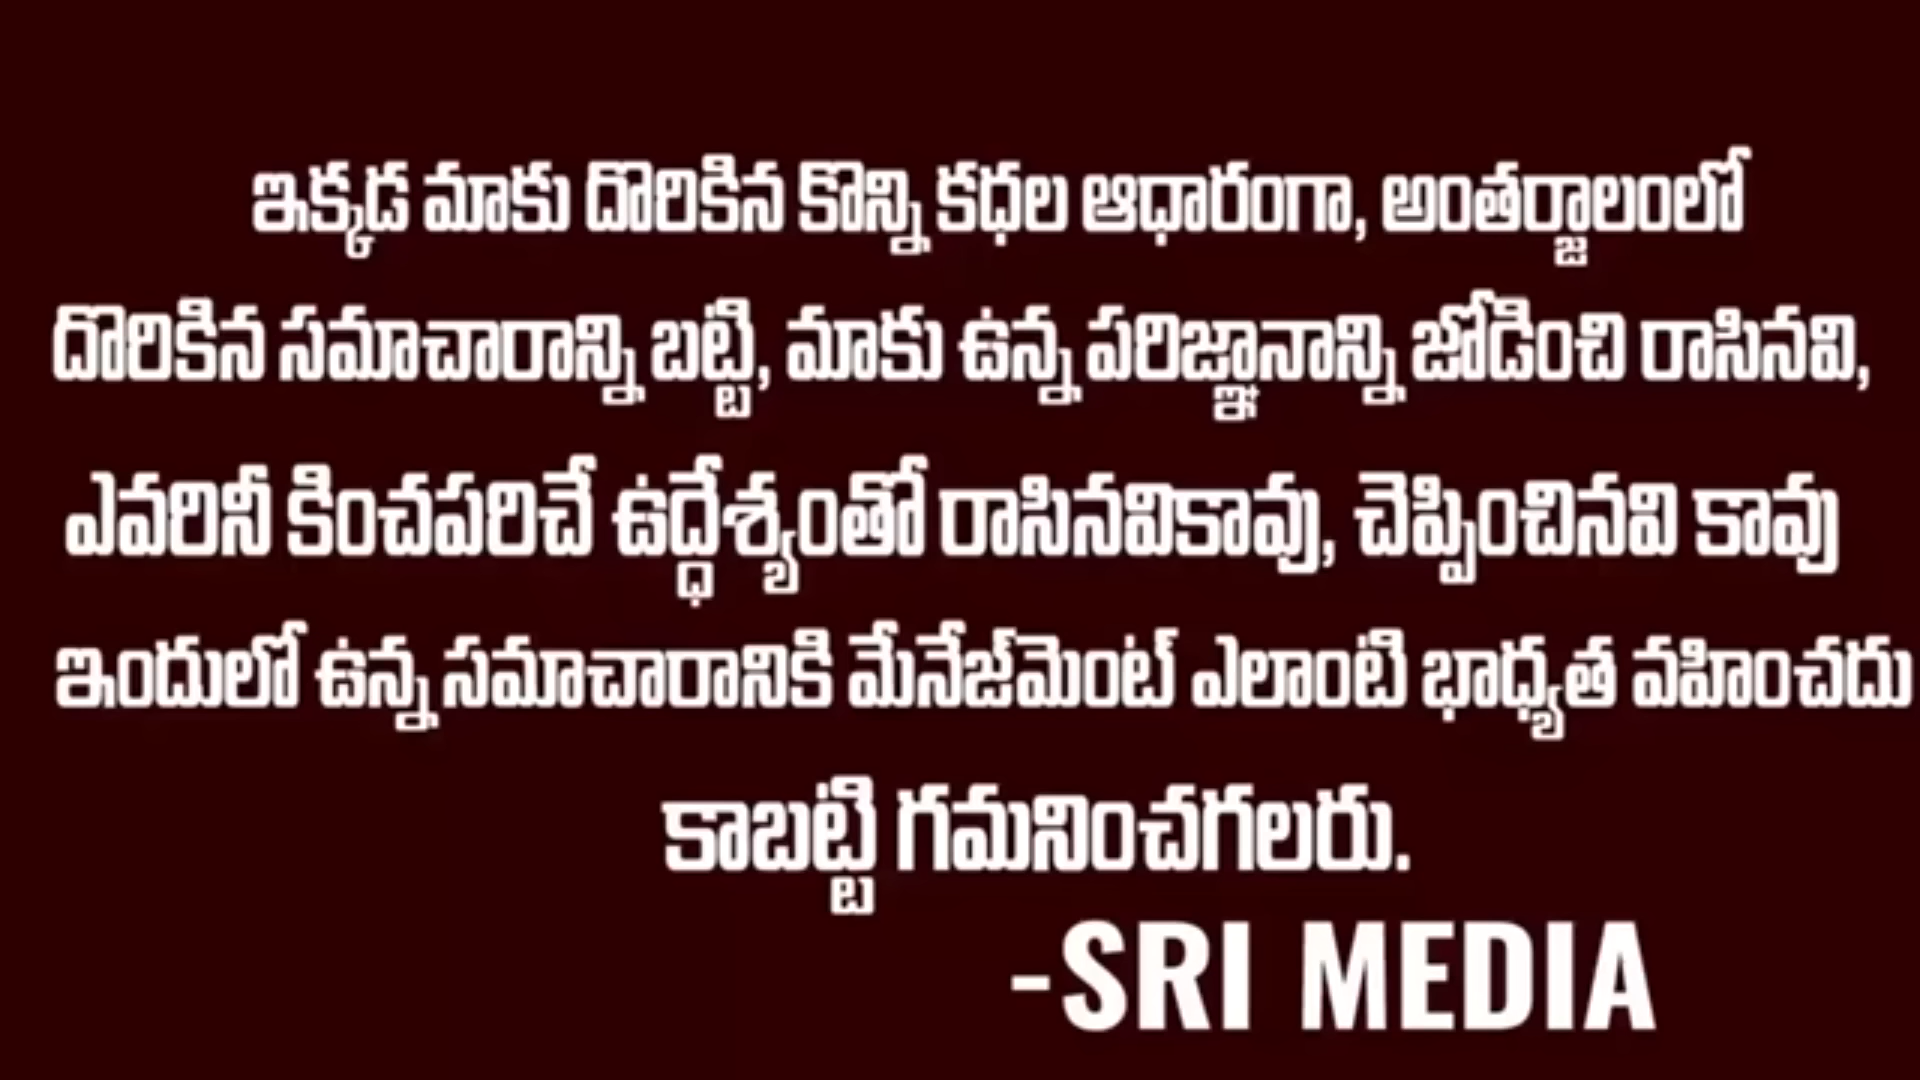 ఇక్కడ మాకు దొరికిన కొన్ని కధల ఆధారంగా, అంతర్జాలంలో
దొరికిన సమాచారాన్ని బట్టి, మాకు ఉన్న పరిజ్ఞానాన్ని జోడించి రాసినవి,
ఎవరినీ కించపరిచే ఉద్ధేశ్యంతో రాసినవికావు, చెప్పించినవి కావు
ఇందులో ఉన్న సమాచారానికి మేనేజ్‌మెంట్ ఎలాంటి భాధ్యత వహించదు
కాబట్టి గమనించగలరు.
-SRI MEDIA